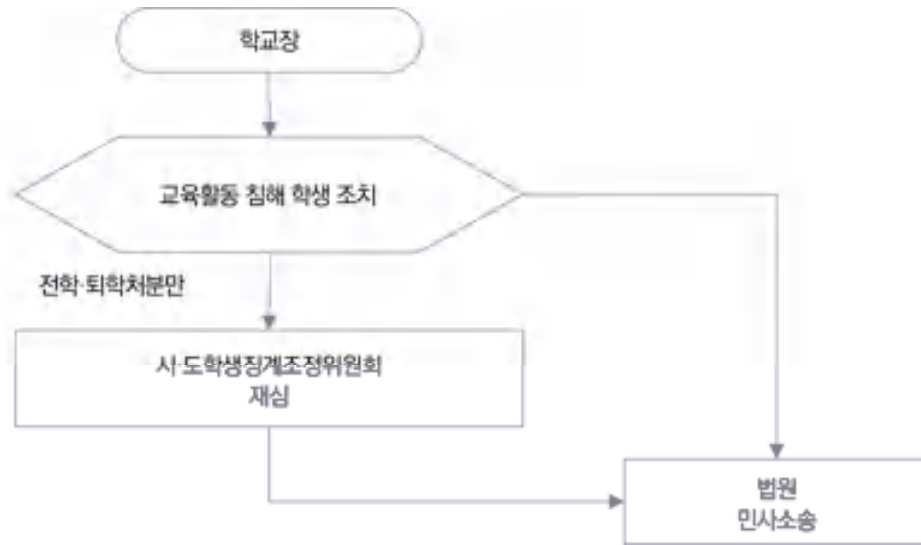 학교장
교육활동 침해 학생 조치
전학·퇴학처분만
시·도학생징계조정위원회
재심
법원
민사소송